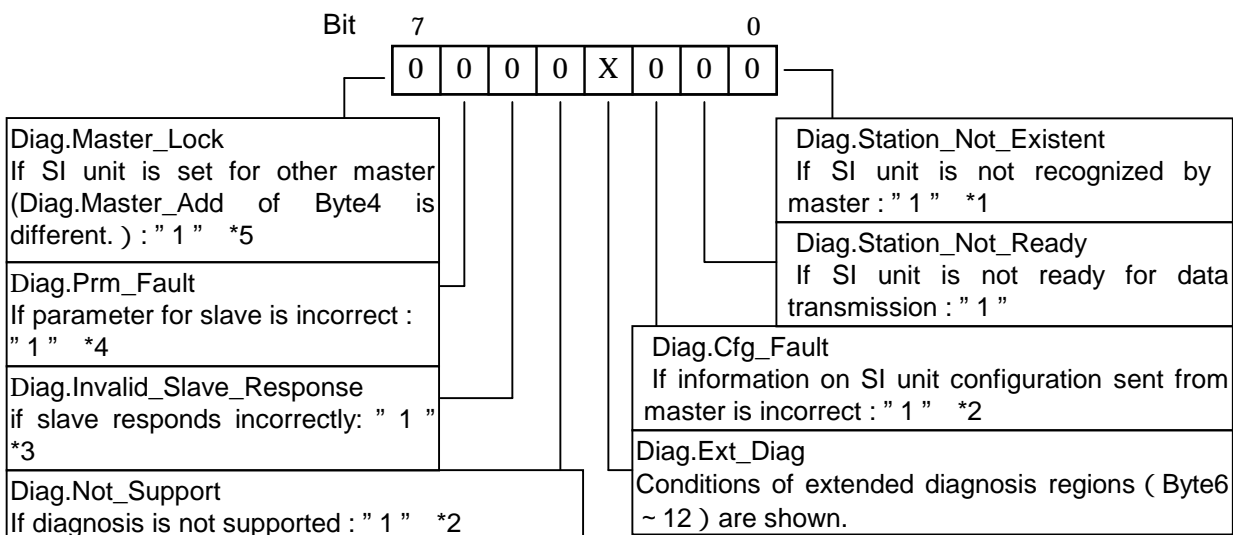 Bit 7 0
0 0 0 0 X 0 0 0
Diag.Master_Lock
If SI unit is set for other master
(Diag.Master_Add of Byte4 is
different. ) : ” 1 ” *5
Diag.Prm_Fault
If parameter for slave is incorrect :
” 1 ” *4
Diag.Invalid_Slave_Response
if slave responds incorrectly: ” 1 ”
*3
Diag.Not_Support
If diagnosis is not supported : ” 1 ” *2
Diag.Station_Not_Existent
If SI unit is not recognized by
master : ” 1 ” *1
Diag.Station_Not_Ready
If SI unit is not ready for data
transmission : ” 1 ”
Diag.Cfg_Fault
If information on SI unit configuration sent from
master is incorrect : ” 1 ” *2
Diag.Ext_Diag
Conditions of extended diagnosis regions ( Byte6
~ 12 ) are shown.